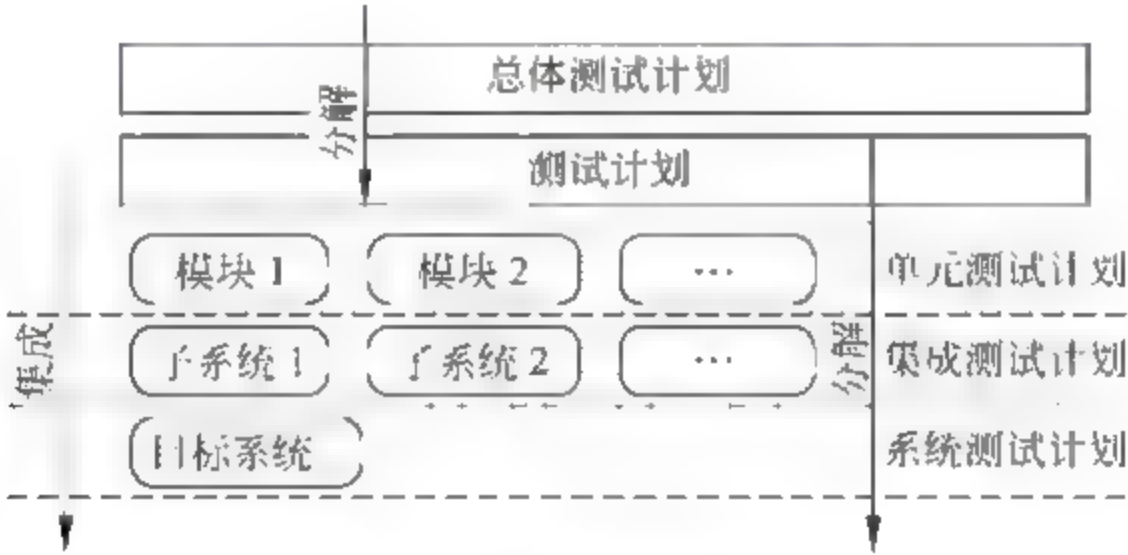 总体测试计划
分解
测试计划
模块 1 模块 2 … 单元测试计划
集成
子系统 1 子系统 2 … 分解 集成测试计划
目标系统 系统测试计划